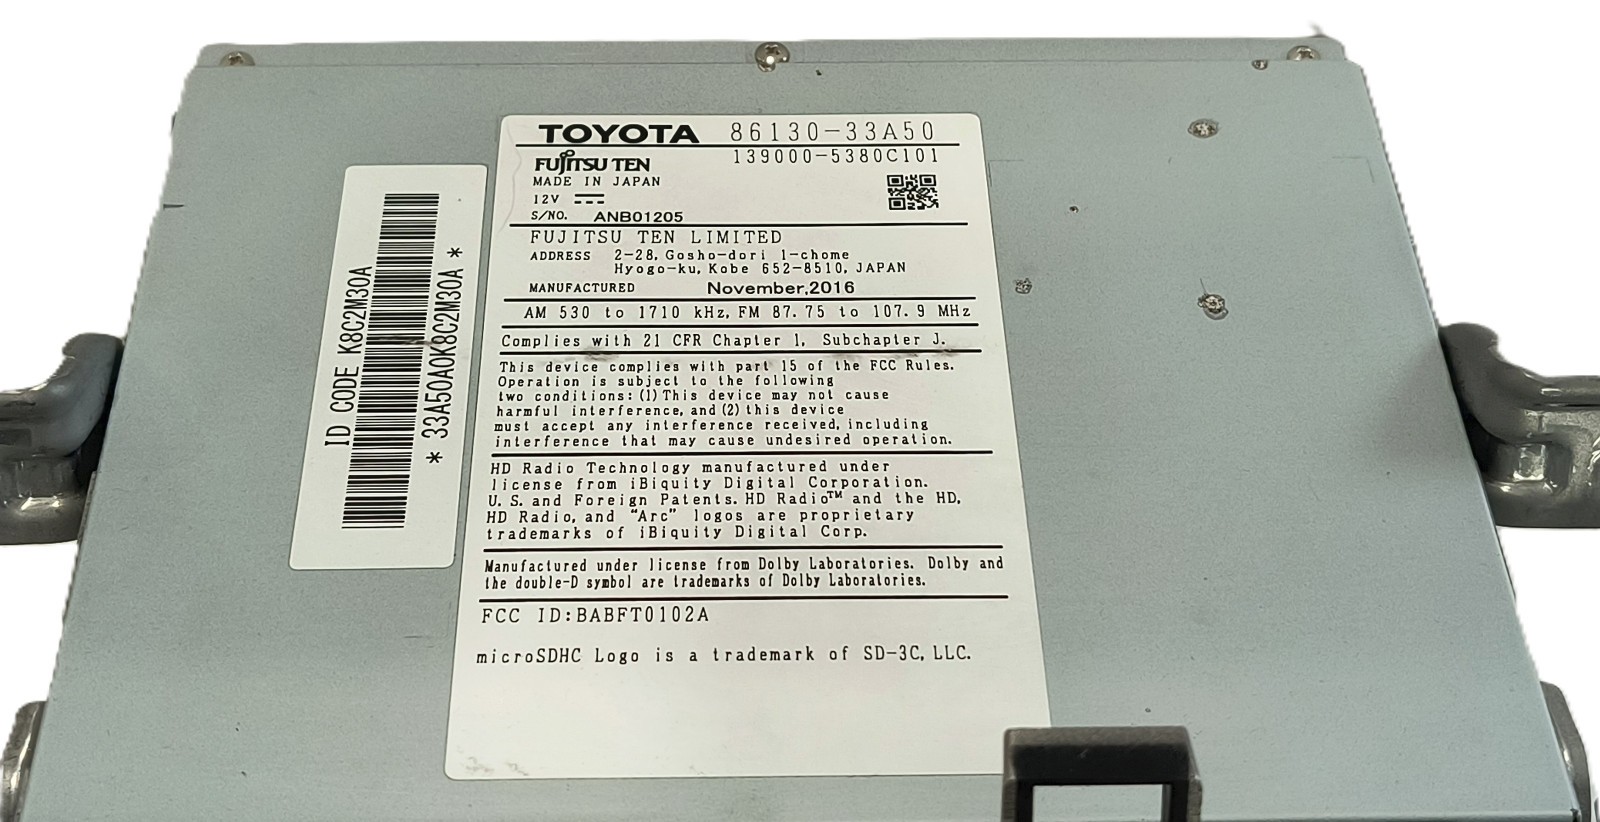 TOYOTA 86130-33A50
FUJITSU TEN 139000-5380C101
MADE IN JAPAN
12V
S/NO. ANB01205
FUJITSU TEN LIMITED
ADDRESS 2-28, Gosho-dori 1-chome
Hyogo-ku, Kobe 652-8510, JAPAN
MANUFACTURED November,2016
AM 530 to 1710 kHz, FM 87.75 to 107.9 MHz
Complies with 21 CFR Chapter 1, Subchapter J.
This device complies with part 15 of the FCC Rules.
Operation is subject to the following
two conditions: (1) This device may not cause
harmful interference, and (2) this device
must accept any interference received, including
interference that may cause undesired operation.
HD Radio Technology manufactured under
license from iBiquity Digital Corporation.
U.S. and Foreign Patents. HD Radio™ and the HD,
HD Radio, and “Arc” logos are proprietary
trademarks of iBiquity Digital Corp.
Manufactured under license from Dolby Laboratories. Dolby and
the double-D symbol are trademarks of Dolby Laboratories.
FCC ID:BABFT0102A
microSDHC Logo is a trademark of SD-3C, LLC.
ID CODE K8C2M30A
* 33A50A0K8C2M30A *